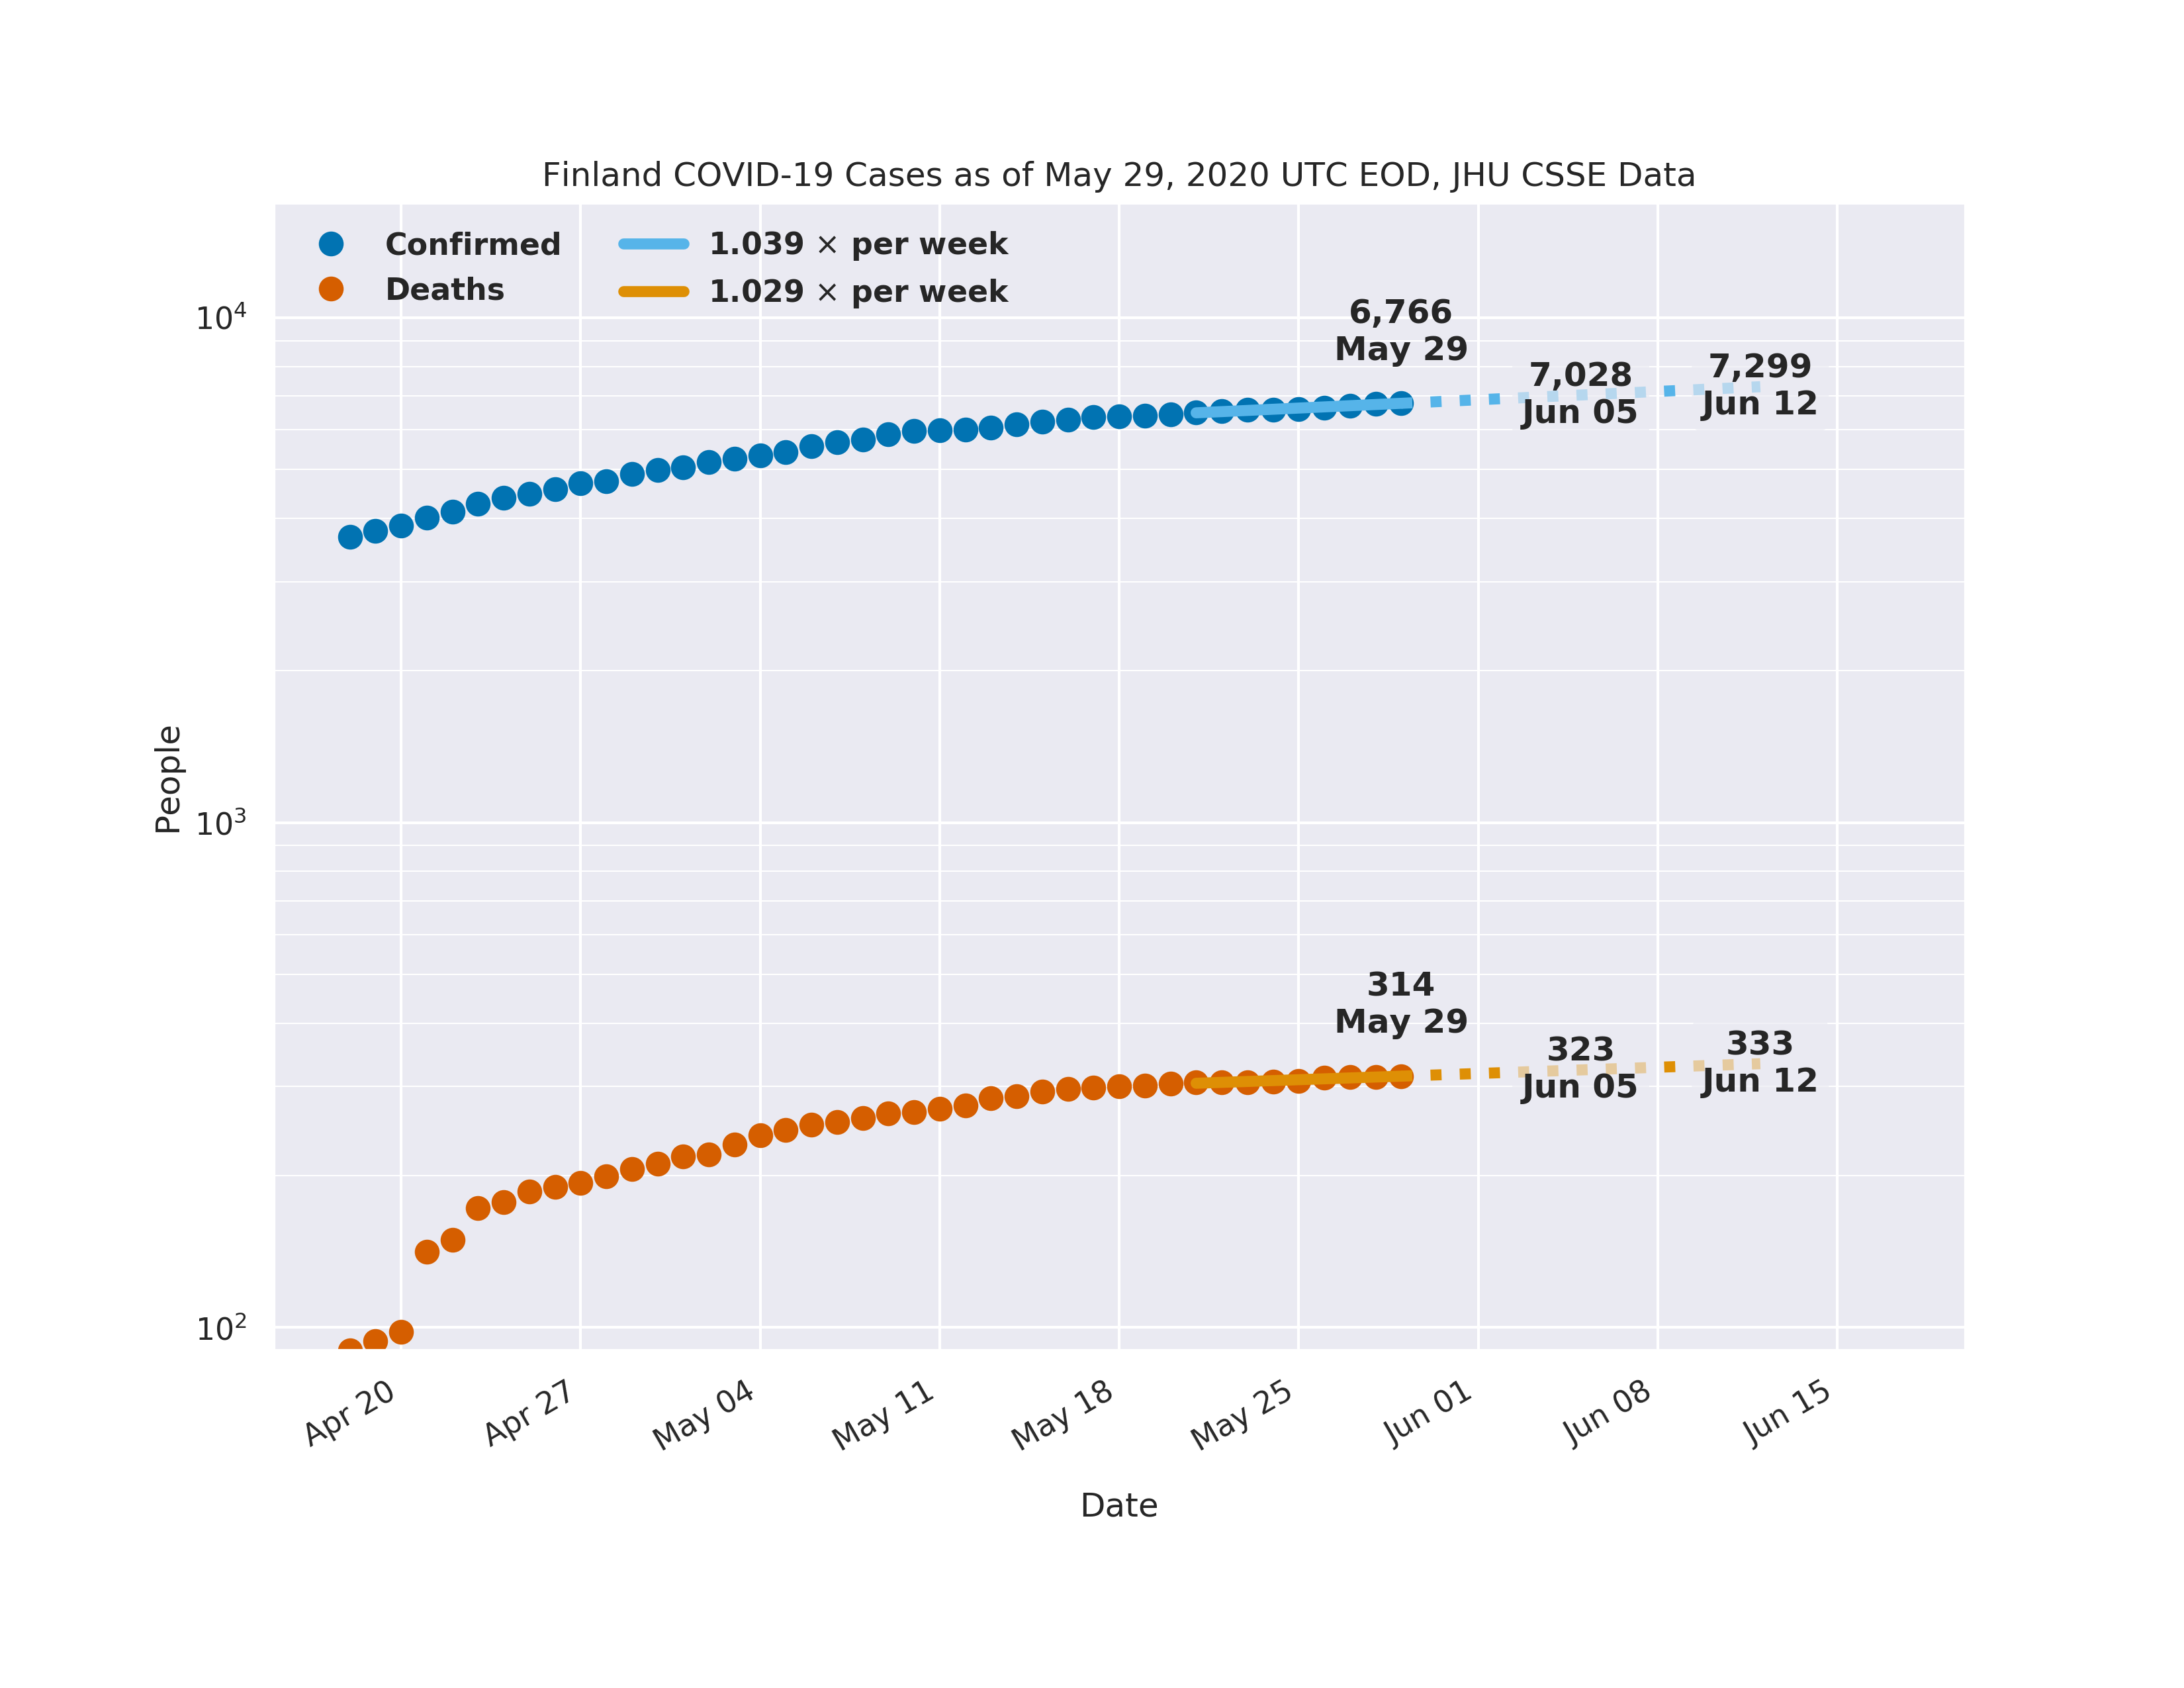 Finland COVID-19 Cases as of May 29, 2020 UTC EOD, JHU CSSE Data
Confirmed
Deaths
1.039 × per week
1.029 × per week
6,766
May 29
7,028
Jun 05
7,299
Jun 12
314
May 29
323
Jun 05
333
Jun 12
People
10⁴
10³
10²
Apr 20
Apr 27
May 04
May 11
May 18
May 25
Jun 01
Jun 08
Jun 15
Date